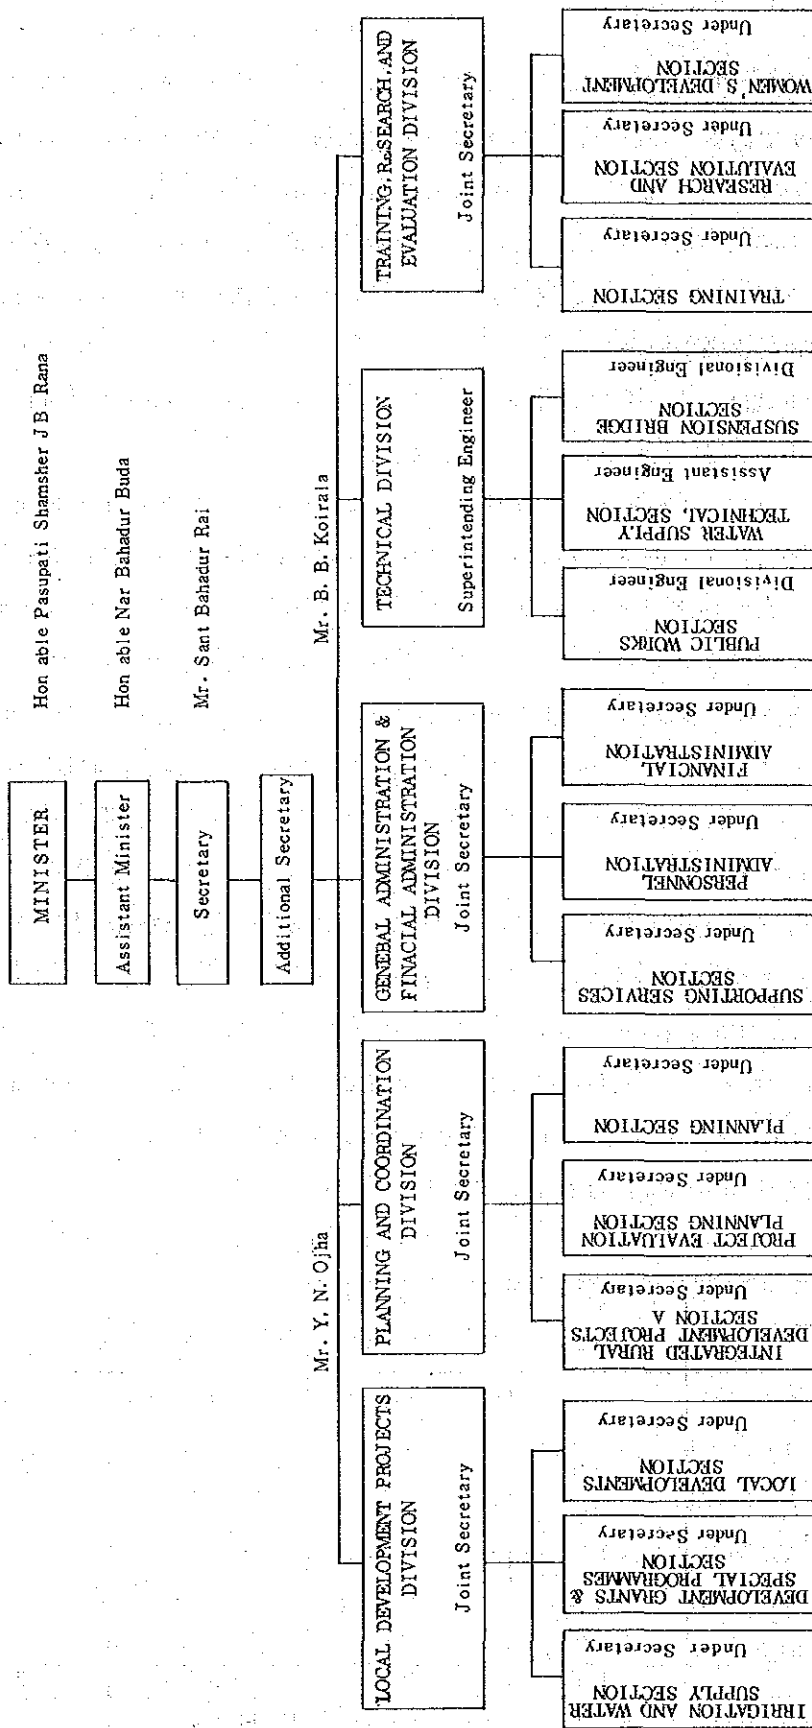 MINISTER
Hon able Pasupati Shamsher J B Rana
Assistant Minister
Hon able Nar Bahadur Buda
Secretary
Mr. Sant Bahadur Rai
Additional Secretary
Mr. Y. N. Ojha
Mr. B. B. Koirala
LOCAL DEVELOPMENT PROJECTS
DIVISION
Joint Secretary
PLANNING AND COORDINATION
DIVISION
Joint Secretary
GENERAL ADMINISTRATION &
FINACIAL ADMINISTRATION
DIVISION
Joint Secretary
TECHNICAL DIVISION
Superintending Engineer
TRAINING, RESEARCH, AND
EVALUATION DIVISION
Joint Secretary
IRRIGATION AND WATER
SUPPLY SECTION
Under Secretary
DEVELOPMENT GRANTS &
SPECIAL PROGRAMMES
SECTION
Under Secretary
LOCAL DEVELOPMENTS
SECTION
Under Secretary
INTEGRATED RURAL
DEVELOPMENT PROJECTS
SECTION A
Under Secretary
PROJECT EVALUATION
PLANNING SECTION
Under Secretary
PLANNING SECTION
Under Secretary
SUPPORTING SERVICES
SECTION
Under Secretary
PERSONNEL
ADMINISTRATION
Under Secretary
FINANCIAL
ADMINISTRATION
Under Secretary
PUBLIC WORKS
SECTION
Divisional Engineer
WATER SUPPLY
TECHNICAL SECTION
Assistant Engineer
SUSPENSION BRIDGE
SECTION
Divisional Engineer
TRAINING SECTION
Under Secretary
RESEARCH AND
EVALUTION SECTION
Under Secretary
WOMEN'S DEVELOPMENT
SECTION
Under Secretary